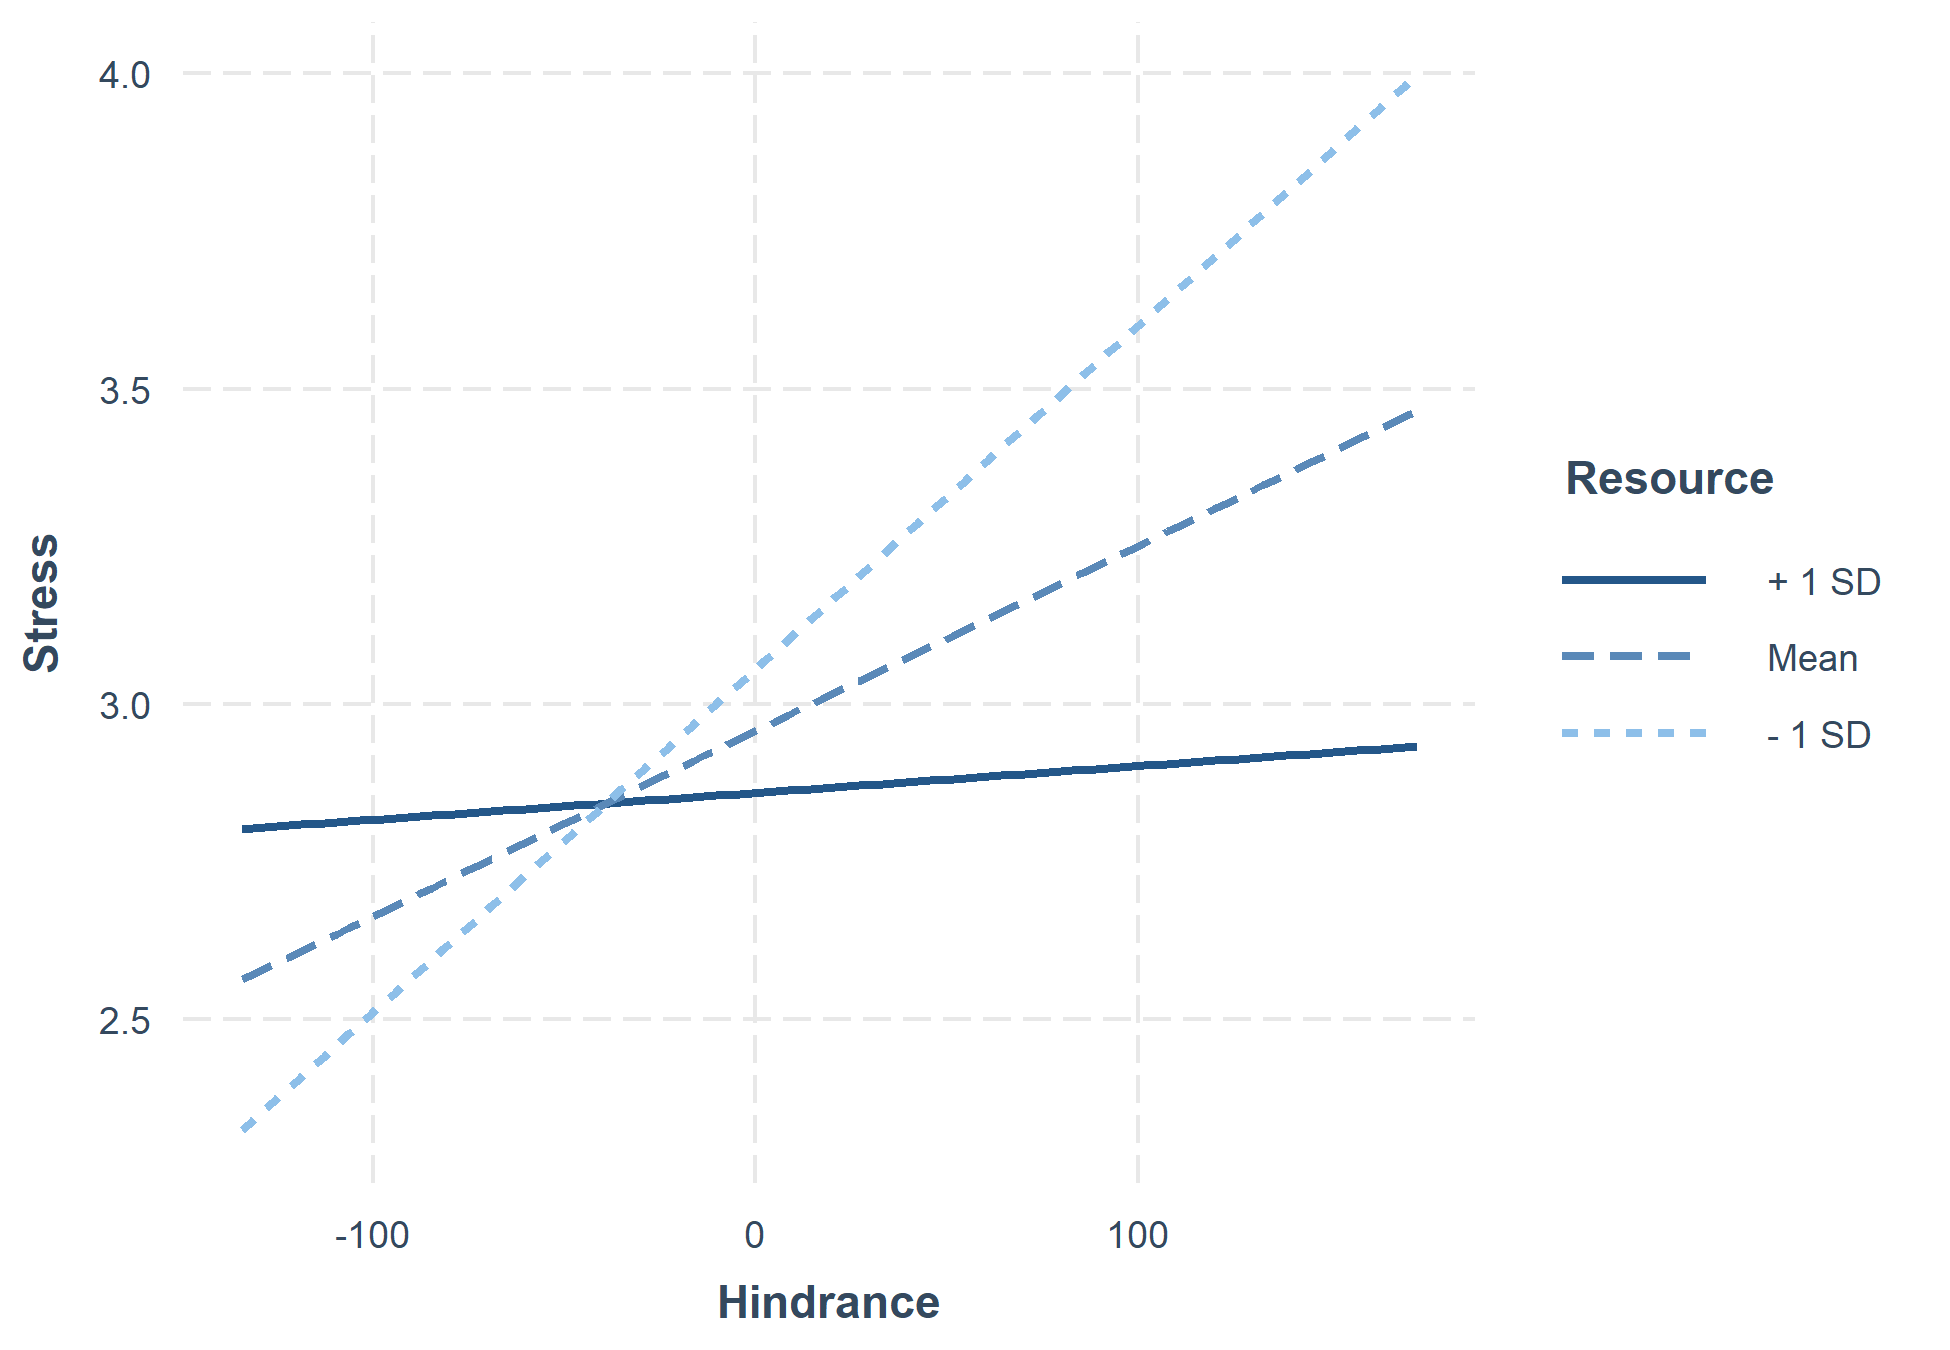 4.0
3.5
3.0
2.5
Stress
-100 0 100
Hindrance
Resource
+ 1 SD
Mean
- 1 SD